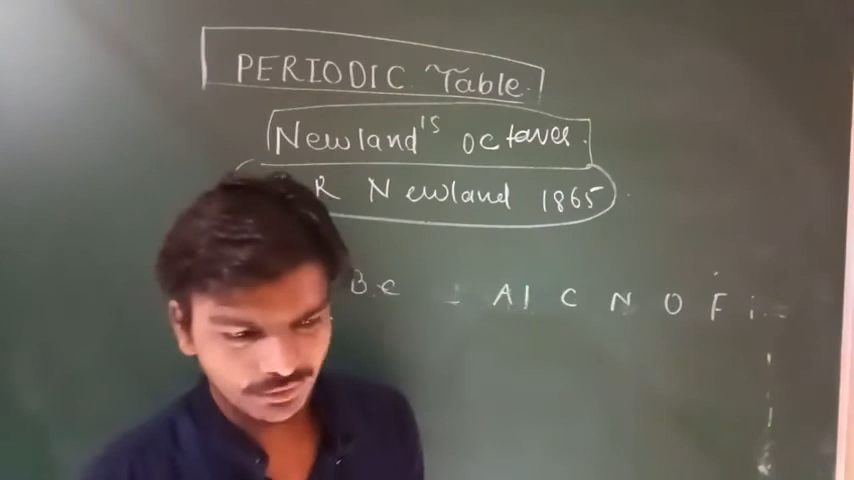 PERIODIC Table.
Newland's octaves.
R Newland 1865
Be - Al C N O F